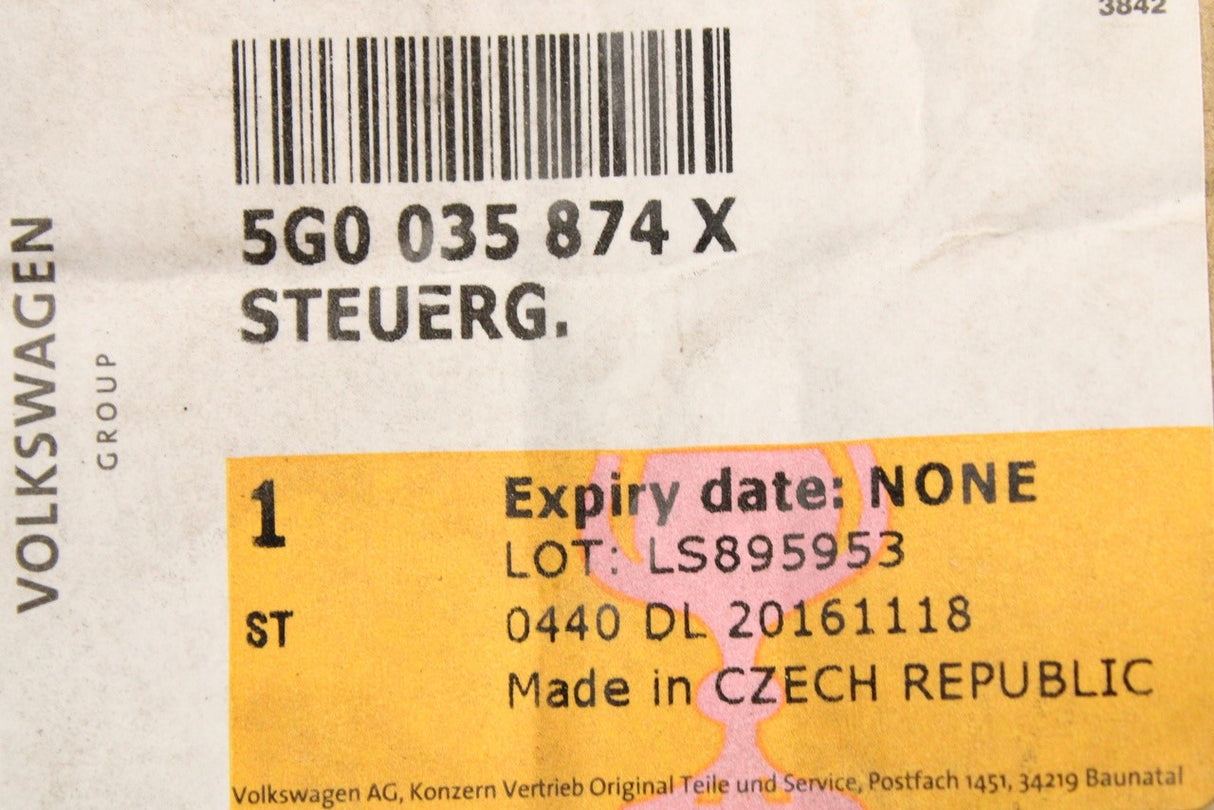 3842
5G0 035 874 X
STEUERG.
VOLKSWAGEN
GROUP
1
ST
Expiry date: NONE
LOT: LS895953
0440 DL 20161118
Made in CZECH REPUBLIC
Volkswagen AG, Konzern Vertrieb Original Teile und Service, Postfach 1451, 34219 Baunatal